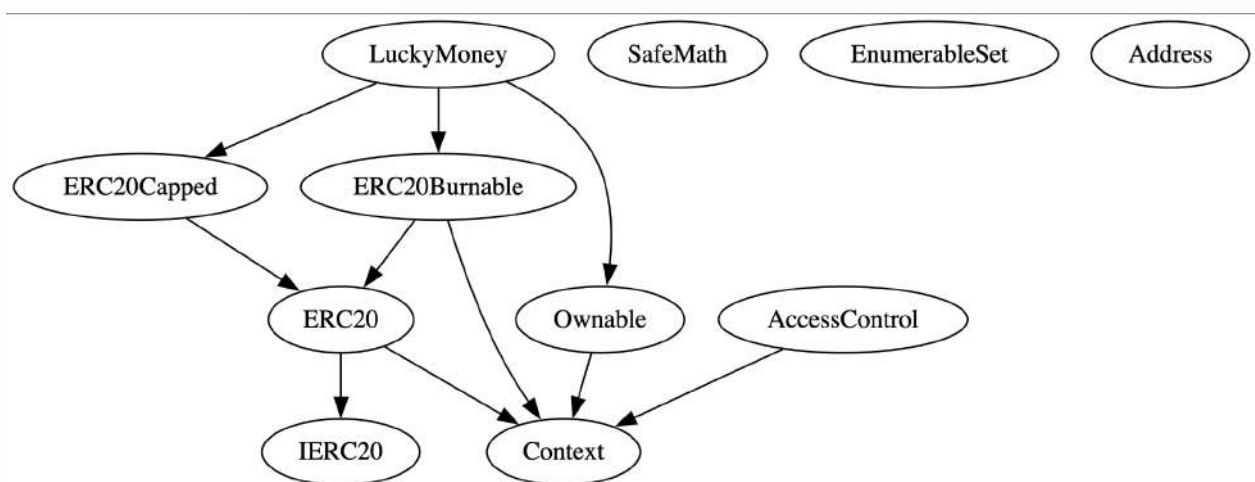 LuckyMoney
SafeMath
EnumerableSet
Address
ERC20Capped
ERC20Burnable
ERC20
Ownable
AccessControl
IERC20
Context